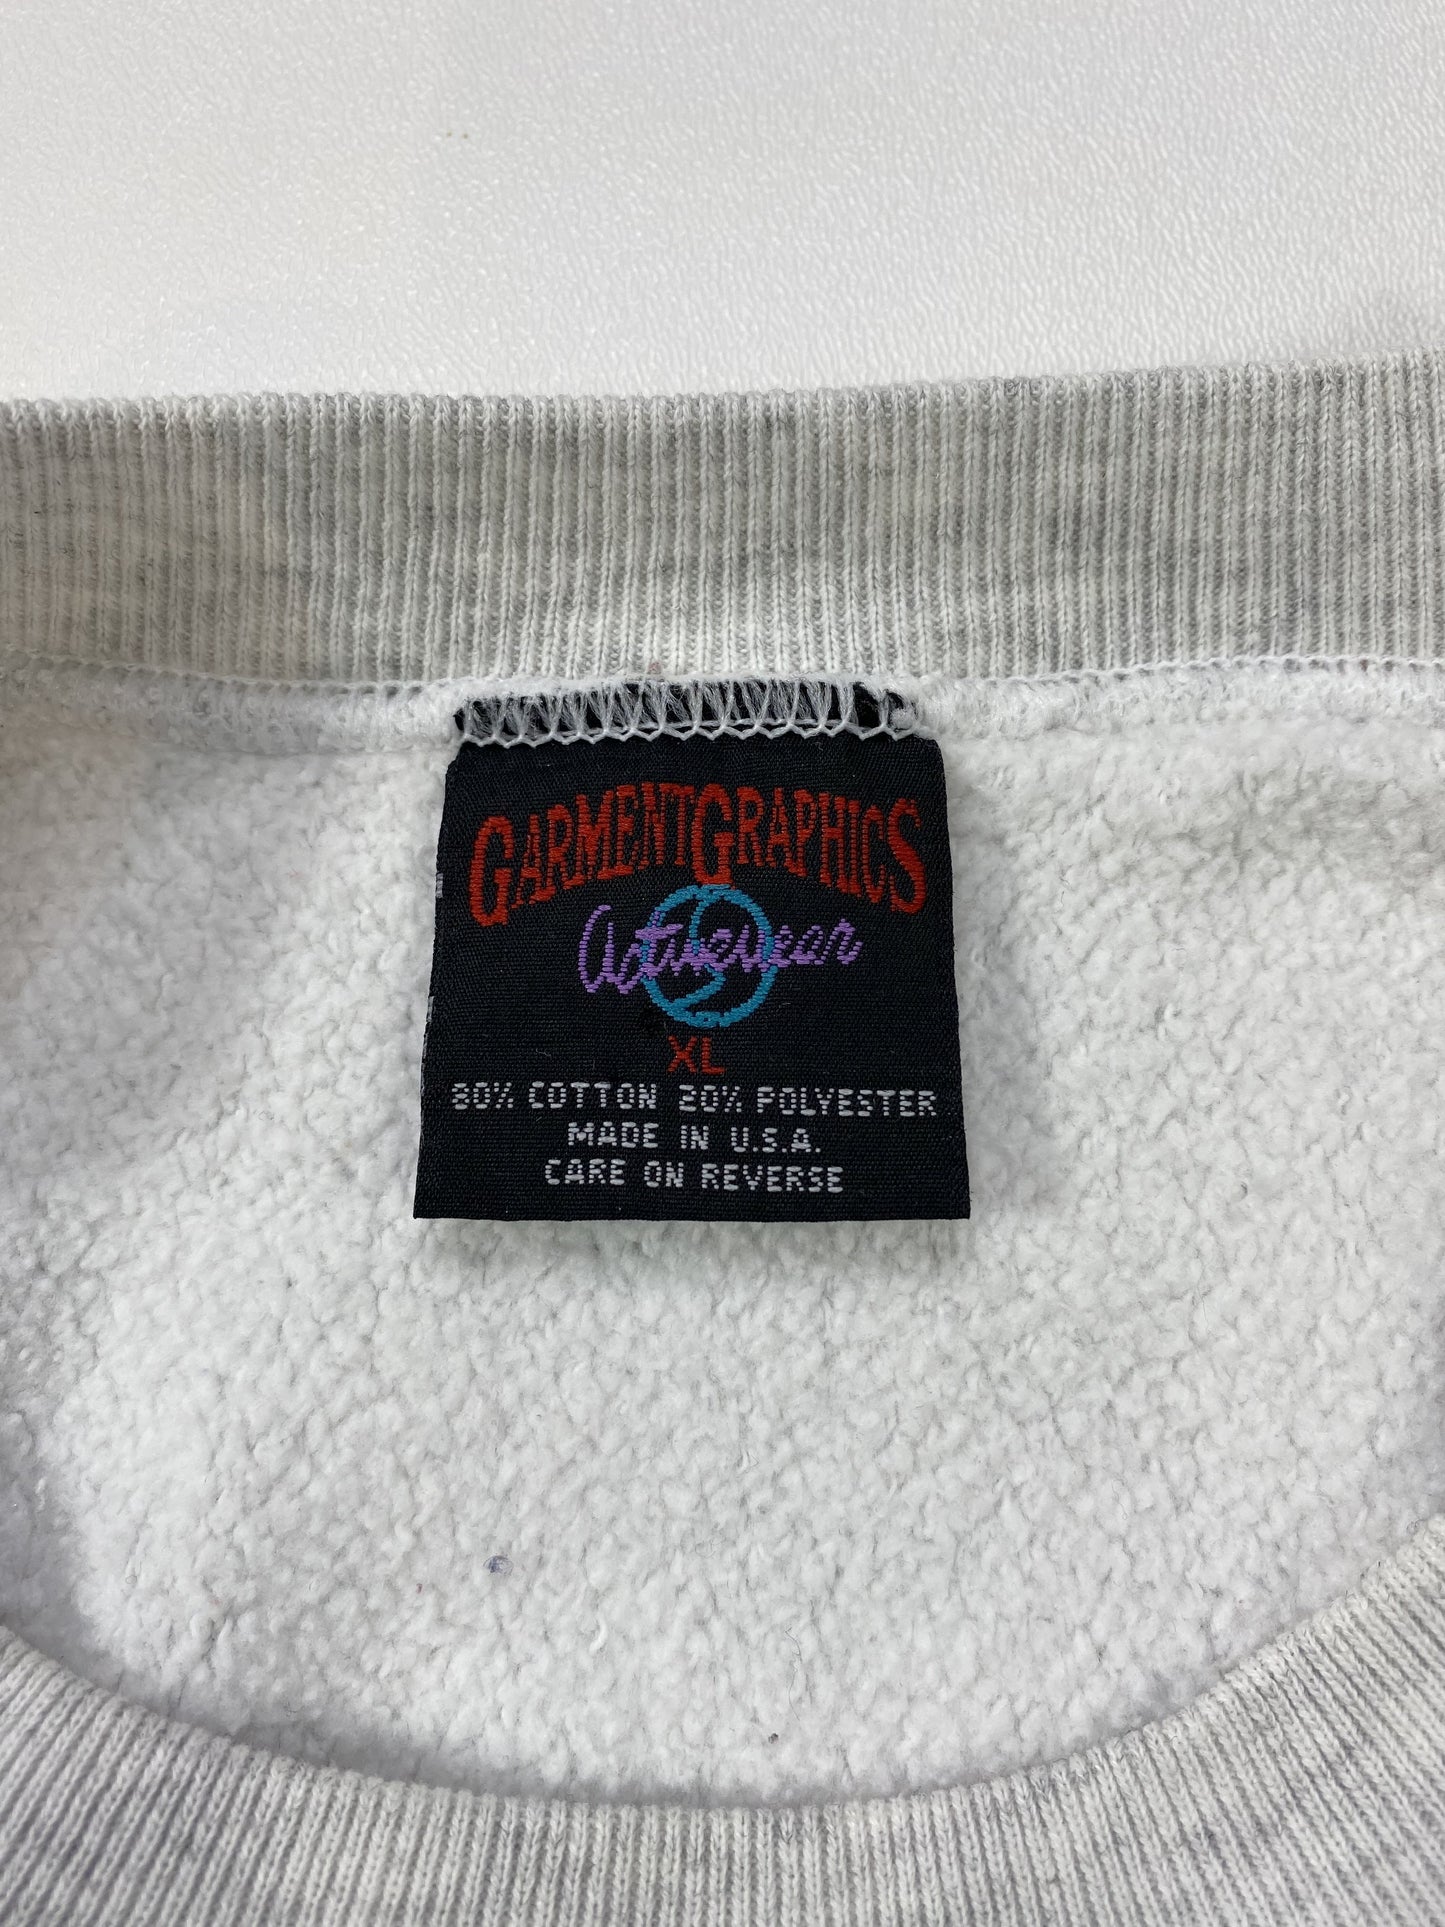 GARMENTGRAPHICS
Activewear
XL
80% COTTON 20% POLYESTER
MADE IN U.S.A.
CARE ON REVERSE